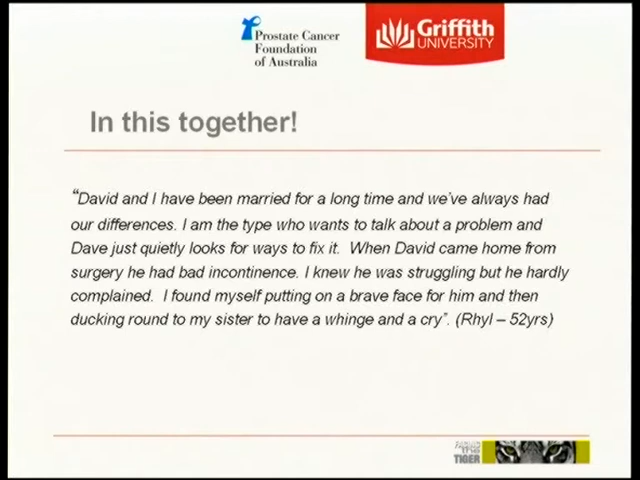 Prostate Cancer
Foundation
of Australia
Griffith
UNIVERSITY
In this together!
“David and I have been married for a long time and we’ve always had
our differences. I am the type who wants to talk about a problem and
Dave just quietly looks for ways to fix it. When David came home from
surgery he had bad incontinence. I knew he was struggling but he hardly
complained. I found myself putting on a brave face for him and then
ducking round to my sister to have a whinge and a cry”. (Rhyl – 52yrs)
THE
TIGER